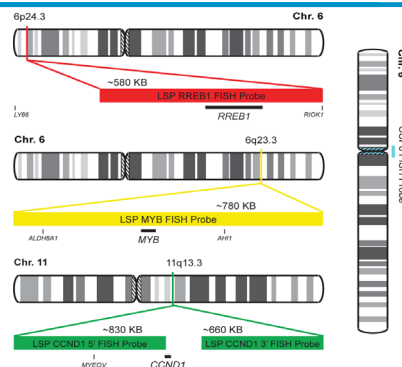 6p24.3 Chr. 6
~580 KB
LSP RREB1 FISH Probe
LY86 RREB1 RIOK1
Chr. 6 6q23.3
~780 KB
LSP MYB FISH Probe
ALDH8A1 MYB AHI1
Chr. 11 11q13.3
~830 KB ~660 KB
LSP CCND1 5' FISH Probe LSP CCND1 3' FISH Probe
MYEOV CCND1